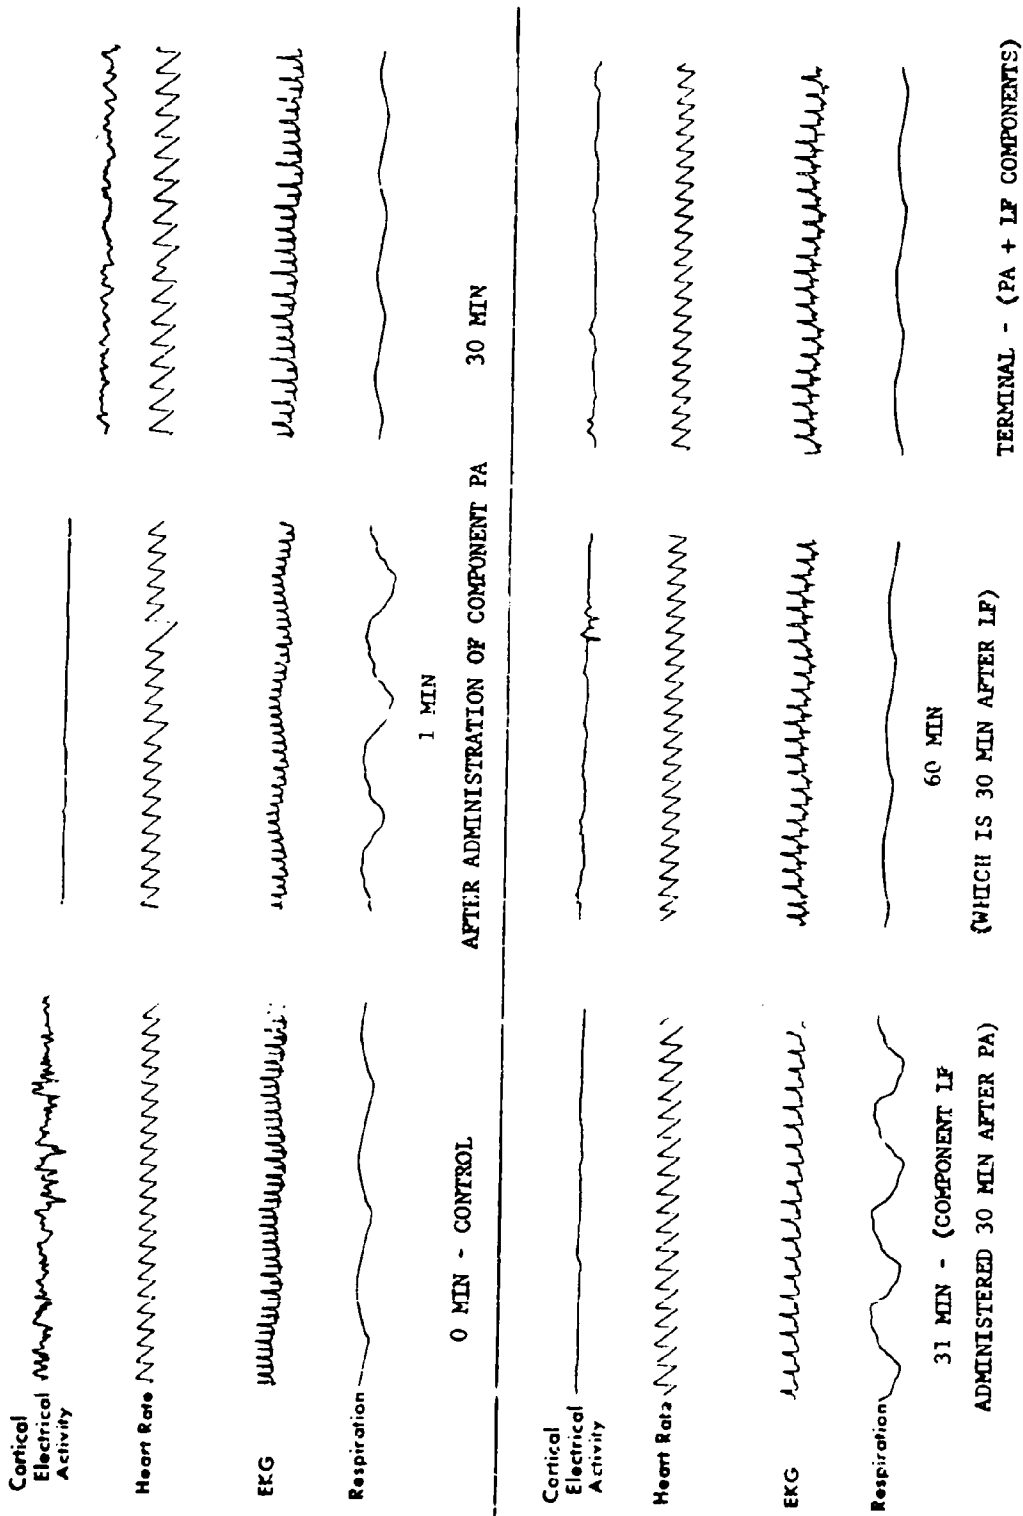 Cortical
Electrical
Activity
Heart Rate
EKG
Respiration
0 MIN - CONTROL
1 MIN
30 MIN
AFTER ADMINISTRATION OF COMPONENT PA
Cortical
Electrical
Activity
Heart Rate
EKG
Respiration
31 MIN - (COMPONENT LF
ADMINISTERED 30 MIN AFTER PA)
60 MIN
(WHICH IS 30 MIN AFTER LF)
TERMINAL - (PA + LF COMPONENTS)